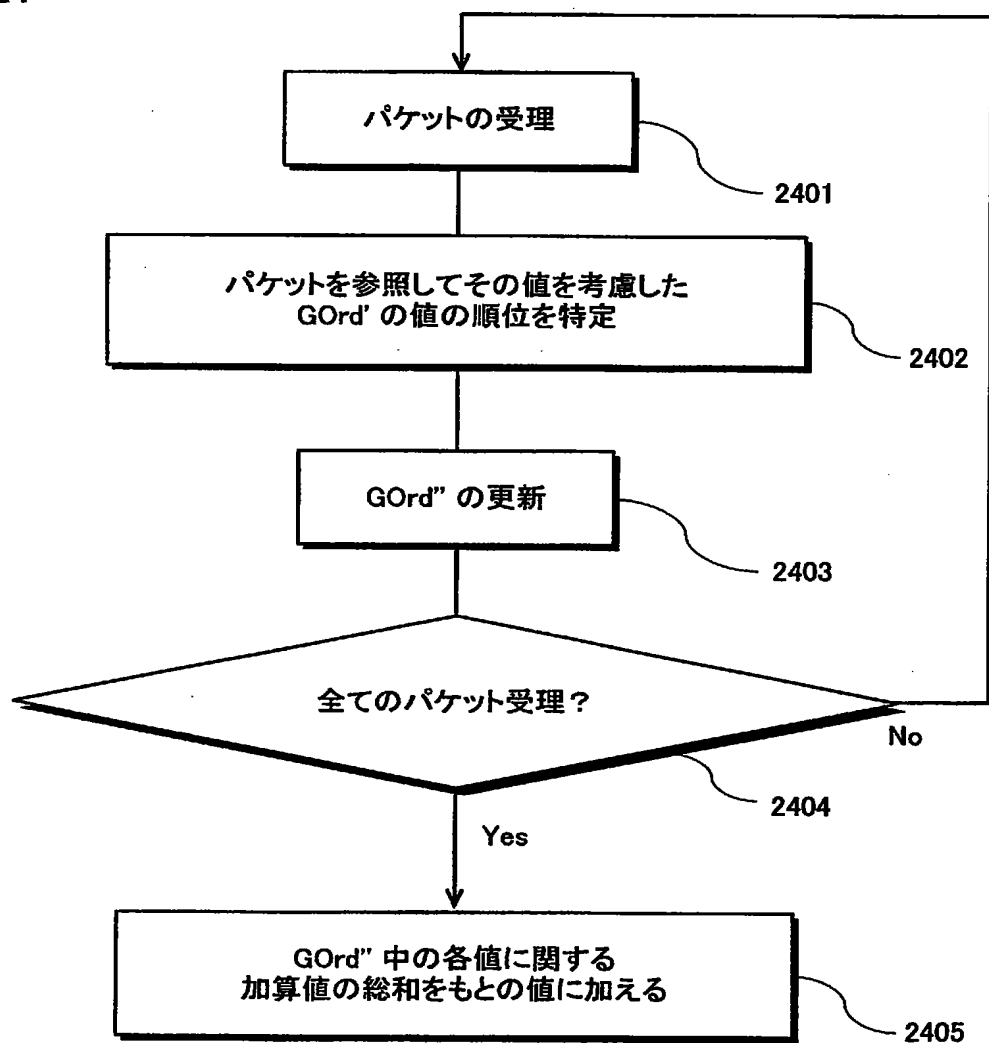 パケットの受理
2401
パケットを参照してその値を考慮した
GOrd' の値の順位を特定
2402
GOrd” の更新
2403
全てのパケット受理?
No
2404
Yes
GOrd” 中の各値に関する
加算値の総和をもとの値に加える
2405